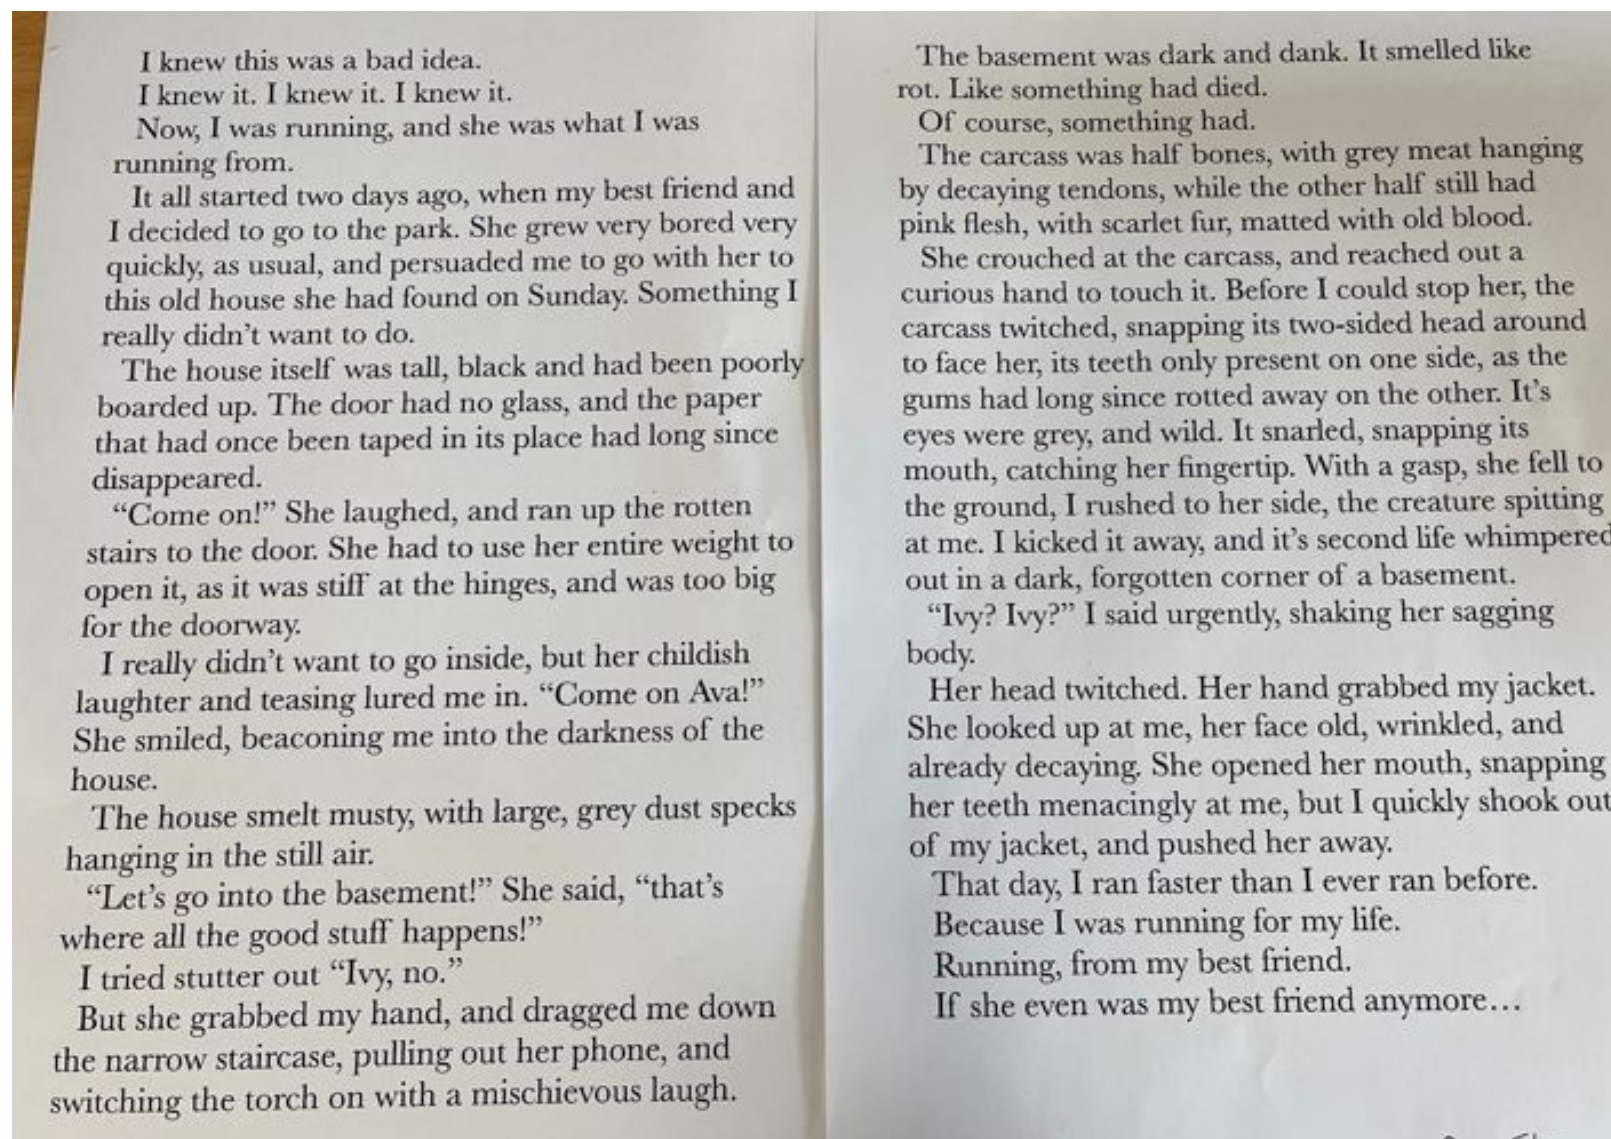 I knew this was a bad idea.
I knew it. I knew it. I knew it.
Now, I was running, and she was what I was
running from.
It all started two days ago, when my best friend and
I decided to go to the park. She grew very bored very
quickly, as usual, and persuaded me to go with her to
this old house she had found on Sunday. Something I
really didn't want to do.
The house itself was tall, black and had been poorly
boarded up. The door had no glass, and the paper
that had once been taped in its place had long since
disappeared.
“Come on!” She laughed, and ran up the rotten
stairs to the door. She had to use her entire weight to
open it, as it was stiff at the hinges, and was too big
for the doorway.
I really didn't want to go inside, but her childish
laughter and teasing lured me in. “Come on Ava!”
She smiled, beaconing me into the darkness of the
house.
The house smelt musty, with large, grey dust specks
hanging in the still air.
“Let's go into the basement!” She said, “that's
where all the good stuff happens!”
I tried stutter out “Ivy, no.”
But she grabbed my hand, and dragged me down
the narrow staircase, pulling out her phone, and
switching the torch on with a mischievous laugh.
The basement was dark and dank. It smelled like
rot. Like something had died.
Of course, something had.
The carcass was half bones, with grey meat hanging
by decaying tendons, while the other half still had
pink flesh, with scarlet fur, matted with old blood.
She crouched at the carcass, and reached out a
curious hand to touch it. Before I could stop her, the
carcass twitched, snapping its two-sided head around
to face her, its teeth only present on one side, as the
gums had long since rotted away on the other. It's
eyes were grey, and wild. It snarled, snapping its
mouth, catching her fingertip. With a gasp, she fell to
the ground, I rushed to her side, the creature spitting
at me. I kicked it away, and it's second life whimpered
out in a dark, forgotten corner of a basement.
“Ivy? Ivy?” I said urgently, shaking her sagging
body.
Her head twitched. Her hand grabbed my jacket.
She looked up at me, her face old, wrinkled, and
already decaying. She opened her mouth, snapping
her teeth menacingly at me, but I quickly shook out
of my jacket, and pushed her away.
That day, I ran faster than I ever ran before.
Because I was running for my life.
Running, from my best friend.
If she even was my best friend anymore…